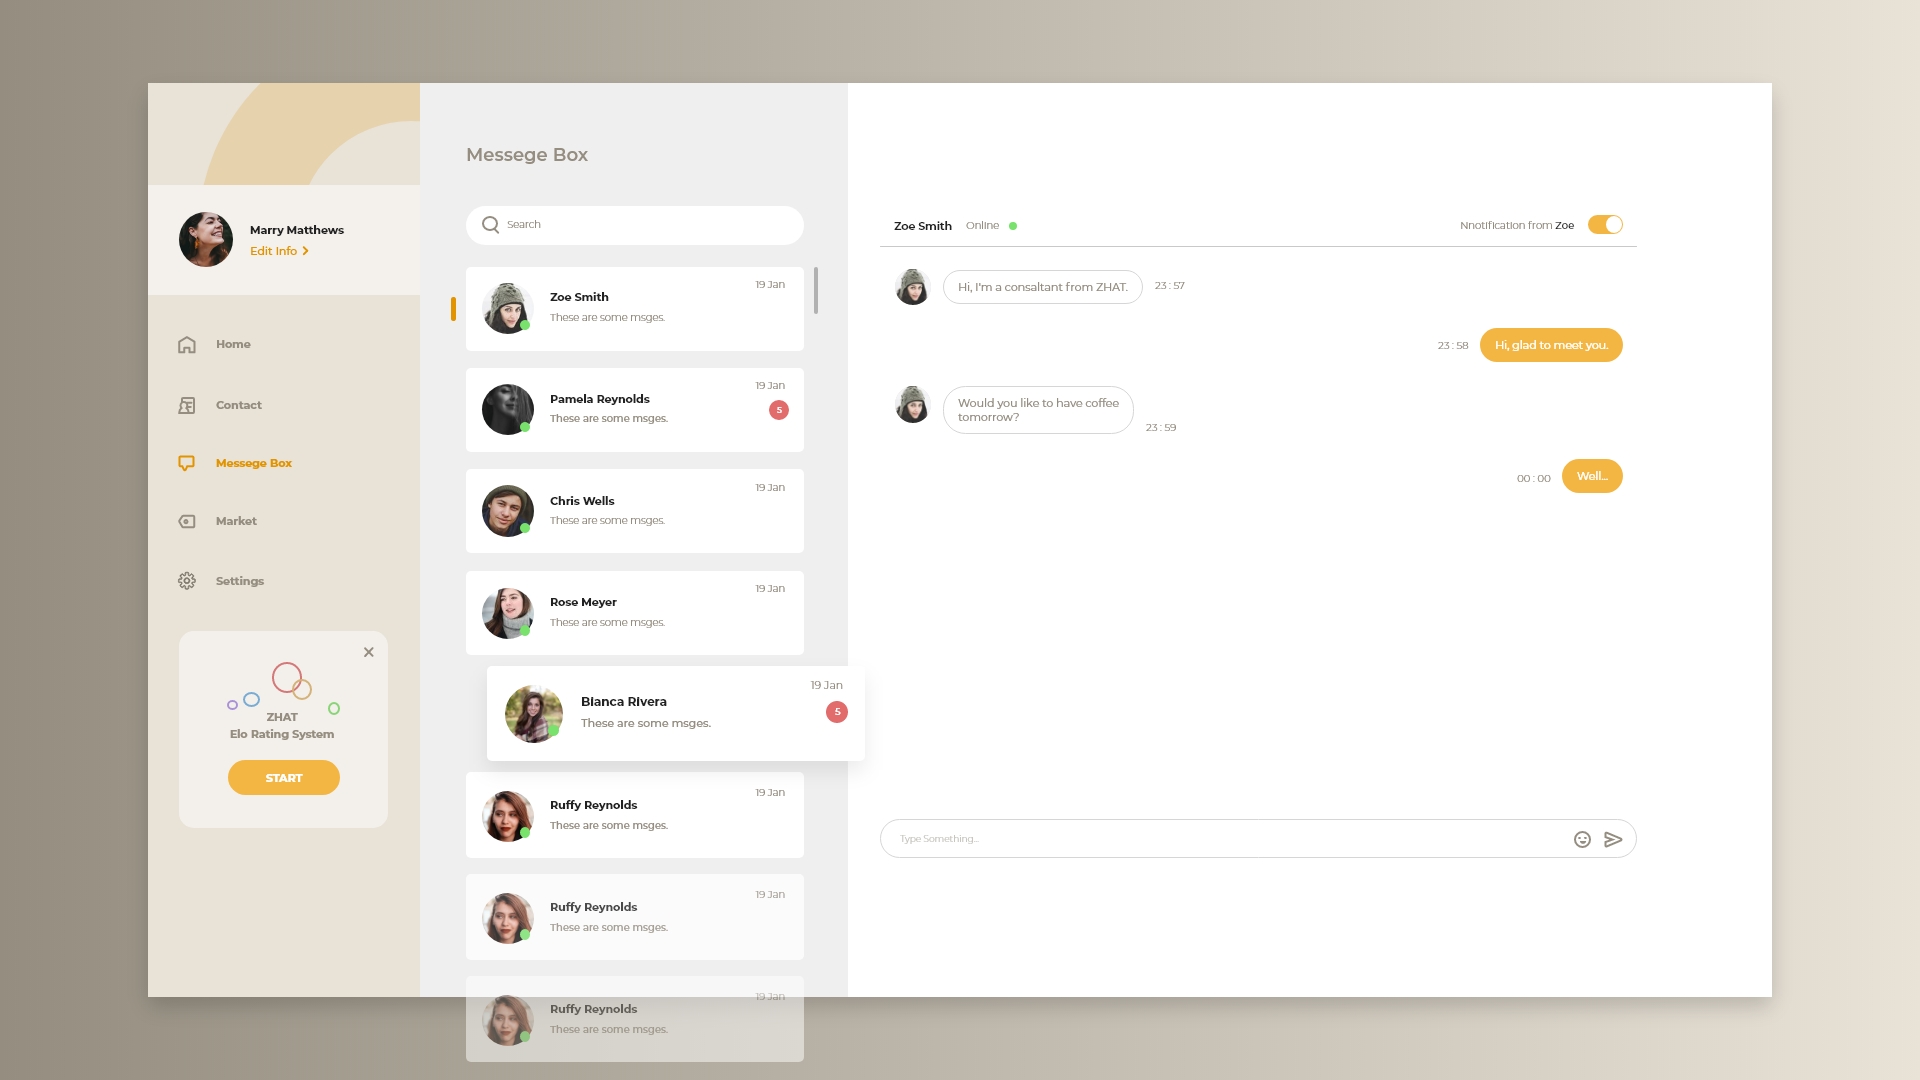 Marry Matthews
Edit Info
Home
Contact
Messege Box
Market
Settings
ZHAT
Elo Rating System
START
Messege Box
Search
Zoe Smith
19 Jan
These are some msges.
Pamela Reynolds
19 Jan
These are some msges.
5
Chris Wells
19 Jan
These are some msges.
Rose Meyer
19 Jan
These are some msges.
Bianca Rivera
19 Jan
These are some msges.
5
Ruffy Reynolds
19 Jan
These are some msges.
Ruffy Reynolds
19 Jan
These are some msges.
Ruffy Reynolds
19 Jan
These are some msges.
Zoe Smith Online
Nnotification from Zoe
Hi, I'm a consaltant from ZHAT. 23 : 57
23 : 58 Hi, glad to meet you.
Would you like to have coffee
tomorrow?
23 : 59
00 : 00 Well...
Type Something...